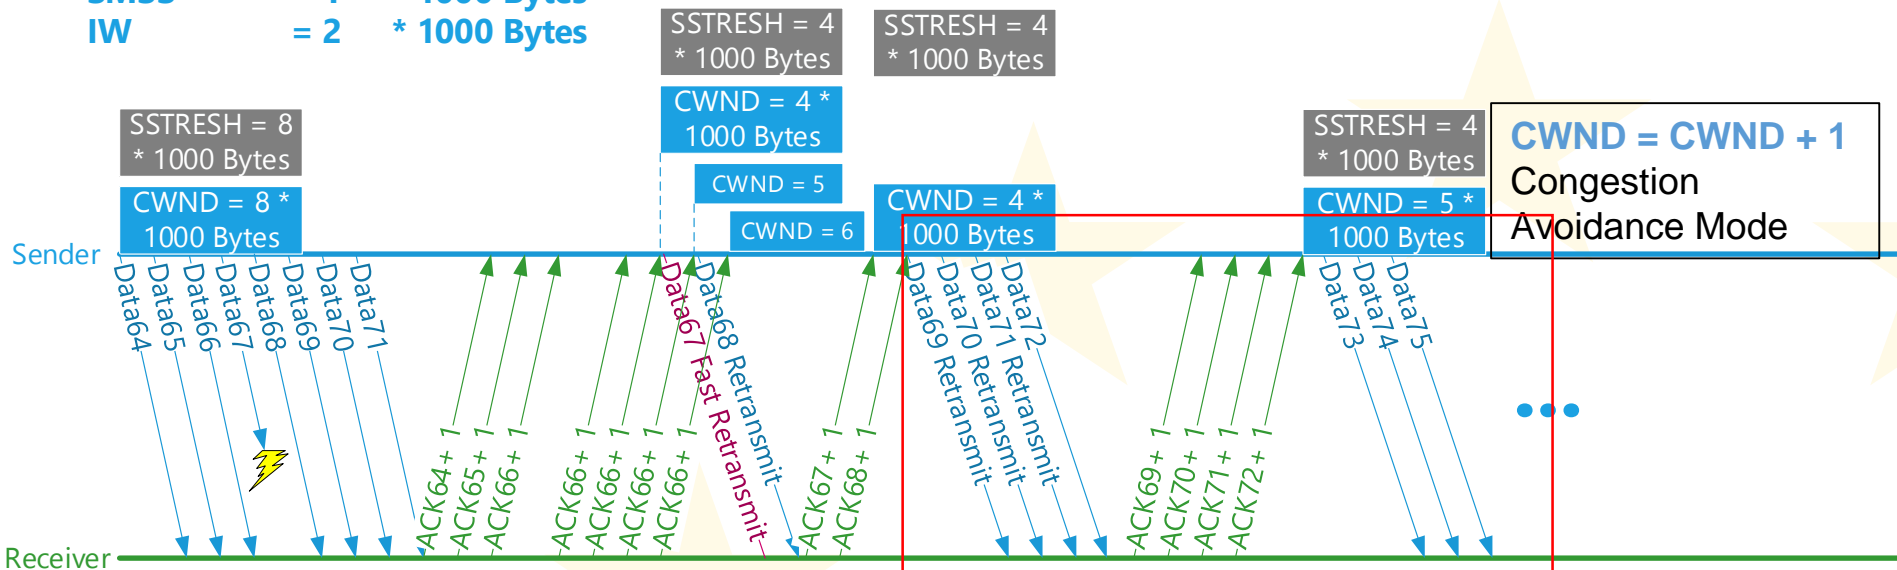 IW = 2 * 1000 Bytes
SSTRESH = 4
* 1000 Bytes
SSTRESH = 4
* 1000 Bytes
CWND = 4 *
1000 Bytes
CWND = 5
CWND = 6
SSTRESH = 8
* 1000 Bytes
CWND = 8 *
1000 Bytes
CWND = 4 *
1000 Bytes
SSTRESH = 4
* 1000 Bytes
CWND = 5 *
1000 Bytes
CWND = CWND + 1
Congestion
Avoidance Mode
Sender
Data64
Data65
Data66
Data67
Data68
Data69
Data70
Data71
Data67 Fast Retransmit
Data68 Retransmit
Data69 Retransmit
Data70 Retransmit
Data71 Retransmit
Data72
Data73
Data74
Data75
ACK64+1
ACK65+1
ACK66+1
ACK66+1
ACK66+1
ACK66+1
ACK66+1
ACK67+1
ACK68+1
ACK69+1
ACK70+1
ACK71+1
ACK72+1
Receiver